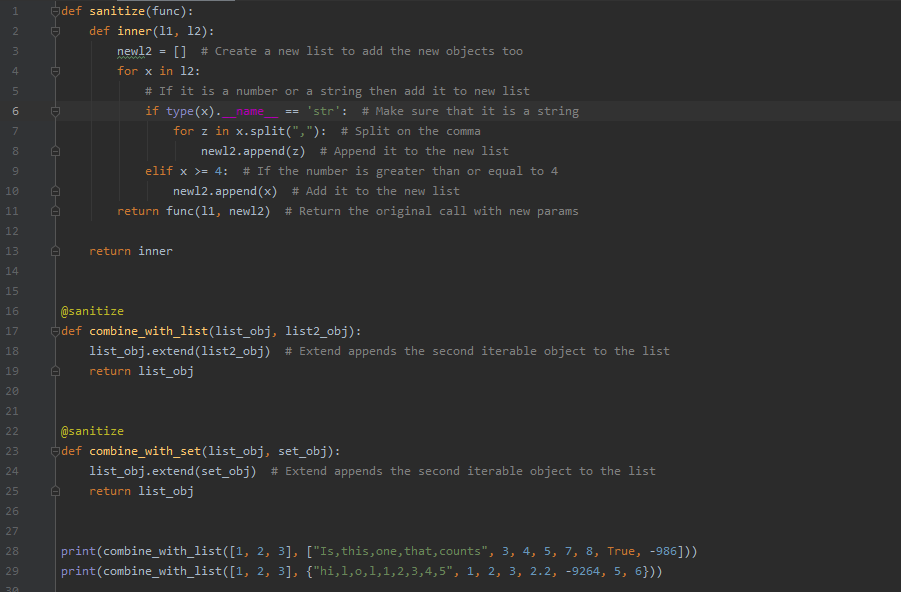 1 def sanitize(func):
2     def inner(l1, l2):
3         newl2 = []  # Create a new list to add the new objects too
4         for x in l2:
5             # If it is a number or a string then add it to new list
6             if type(x).__name__ == 'str':  # Make sure that it is a string
7                 for z in x.split(","):  # Split on the comma
8                     newl2.append(z)  # Append it to the new list
9             elif x >= 4:  # If the number is greater than or equal to 4
10                 newl2.append(x)  # Add it to the new list
11         return func(l1, newl2)  # Return the original call with new params
12
13     return inner
14
15
16 @sanitize
17 def combine_with_list(list_obj, list2_obj):
18     list_obj.extend(list2_obj)  # Extend appends the second iterable object to the list
19     return list_obj
20
21
22 @sanitize
23 def combine_with_set(list_obj, set_obj):
24     list_obj.extend(set_obj)  # Extend appends the second iterable object to the list
25     return list_obj
26
27
28 print(combine_with_list([1, 2, 3], ["Is,this,one,that,counts", 3, 4, 5, 7, 8, True, -986]))
29 print(combine_with_list([1, 2, 3], {"hi,l,o,l,1,2,3,4,5", 1, 2, 3, 2.2, -9264, 5, 6}))
30